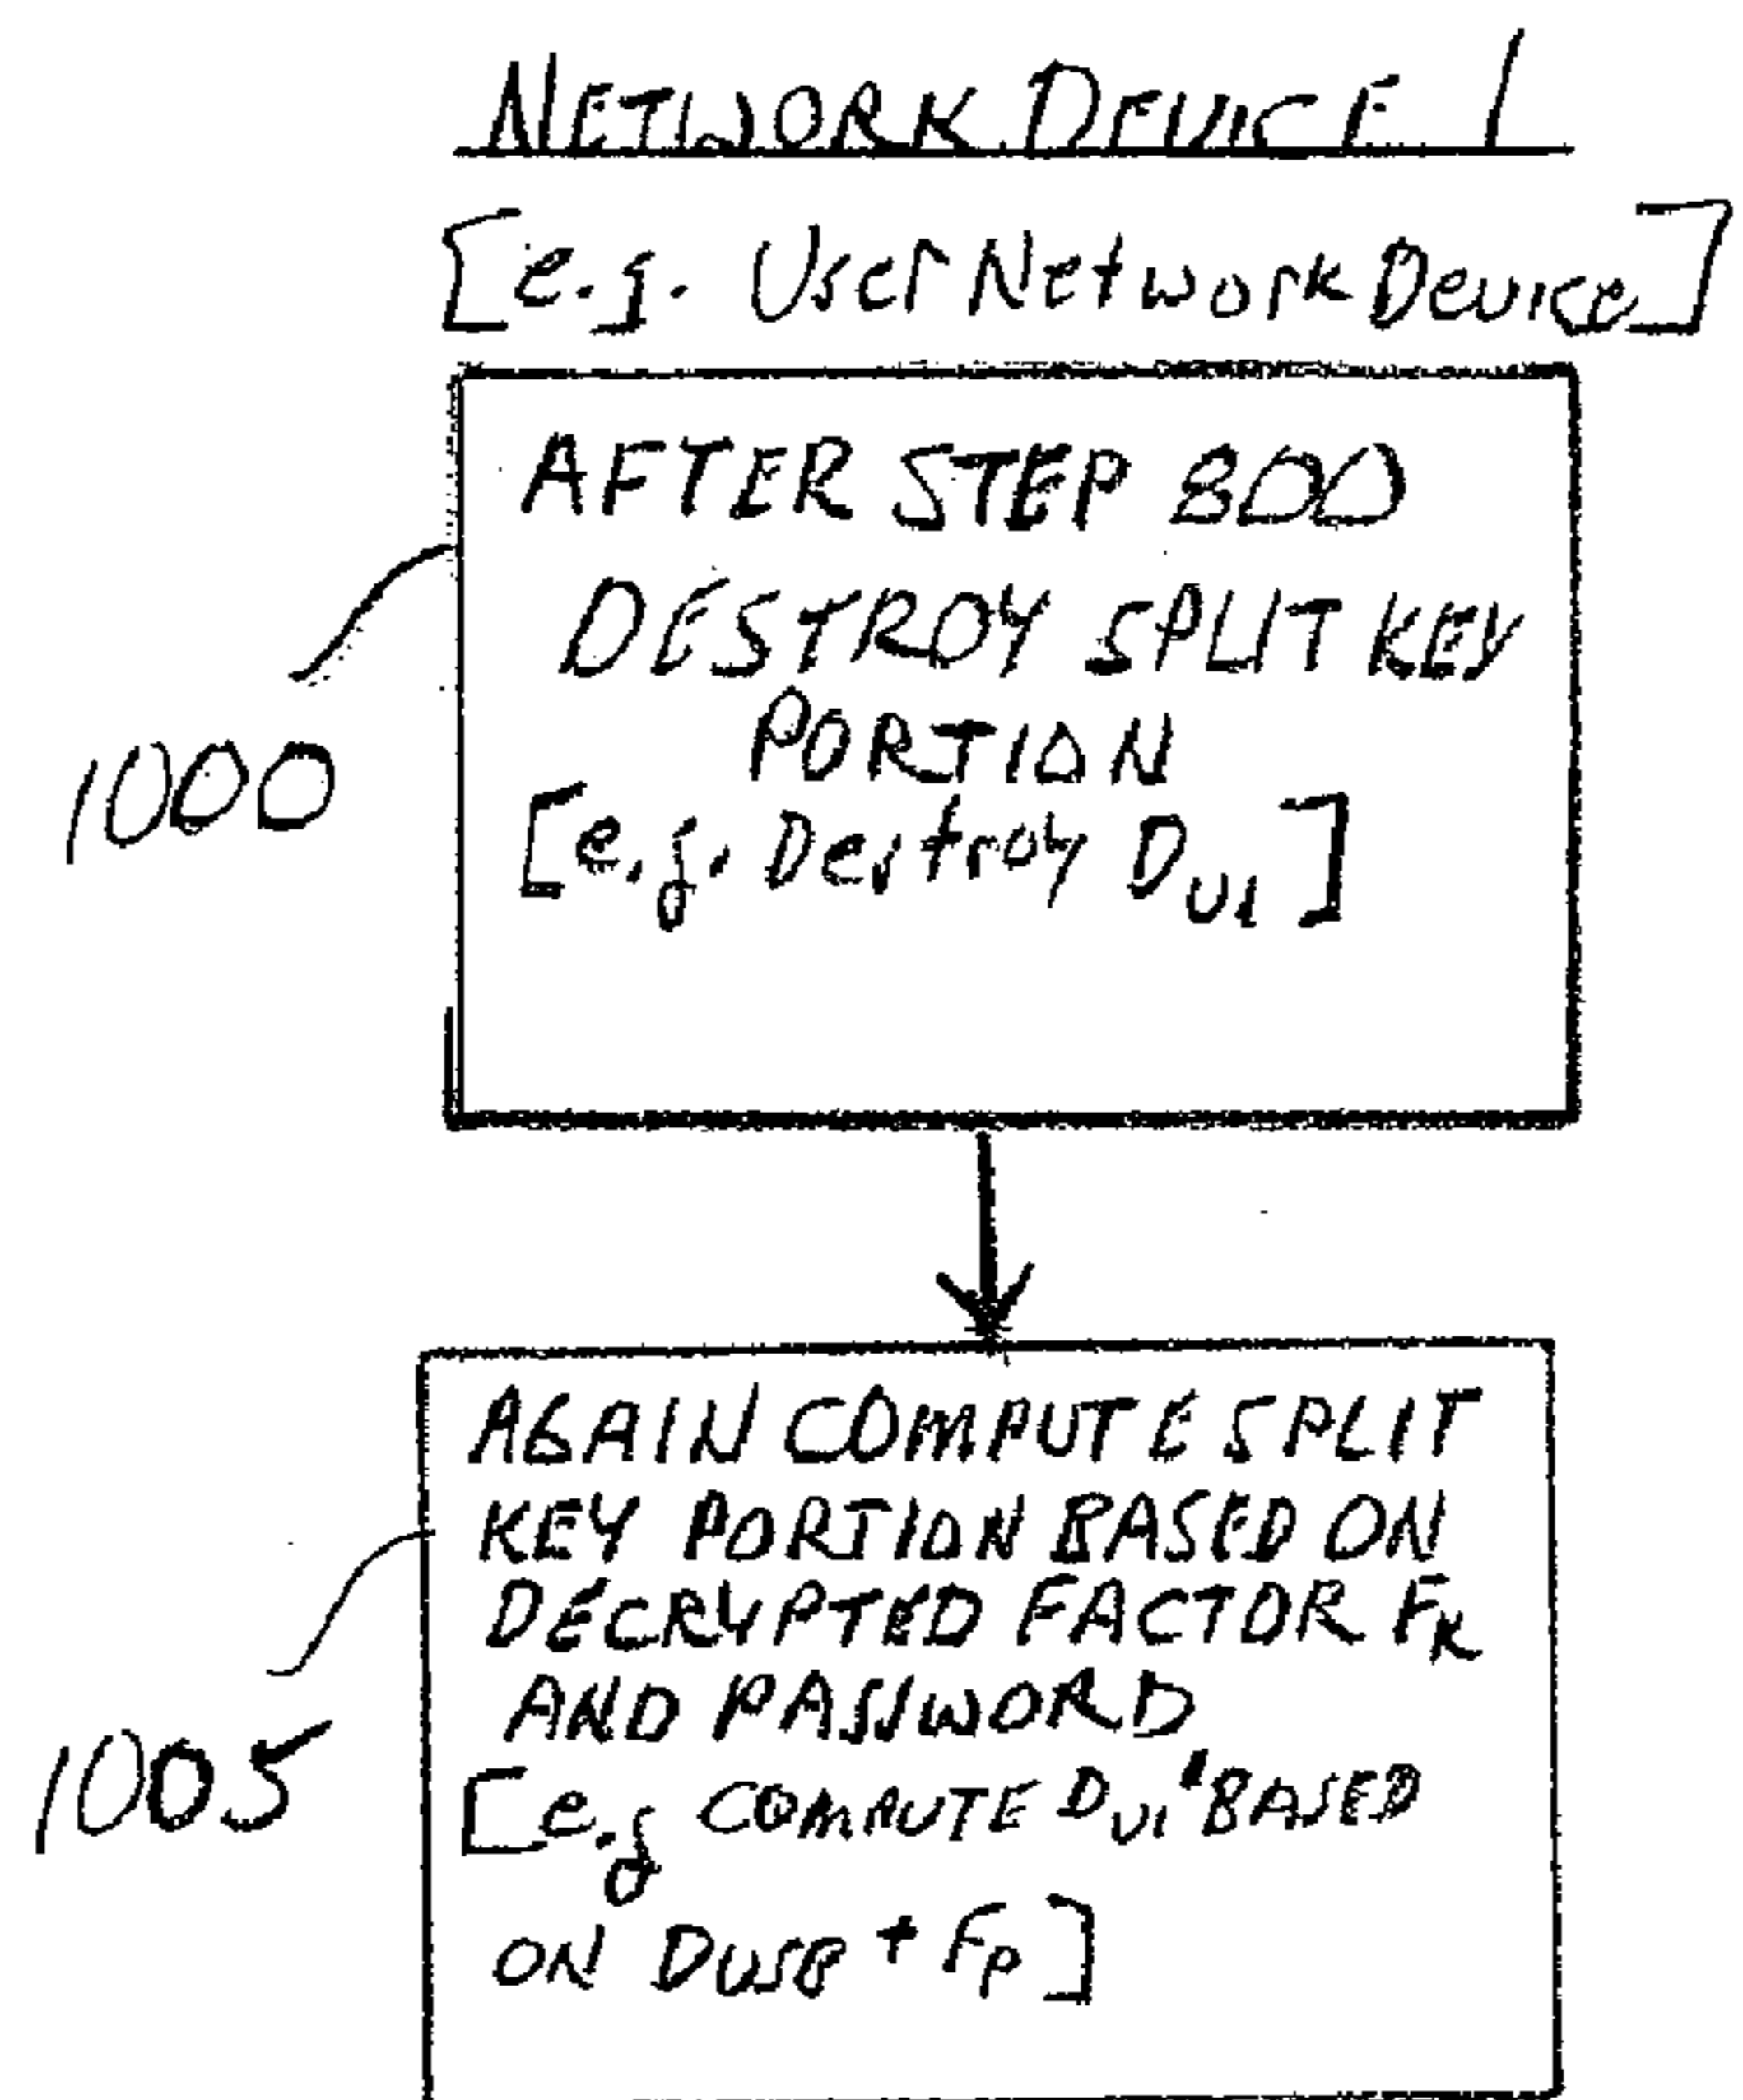 NETWORK DEVICE 1
[e.g. User Network Device]
AFTER STEP 800
DESTROY SPLIT KEY
PORTION
[e.g. Destroy DU1]
1000
AGAIN COMPUTE SPLIT
KEY PORTION BASED ON
DECRYPTED FACTOR FK
AND PASSWORD
[e.g COMPUTE DU1' BASED
ON DUSB + FP]
1005